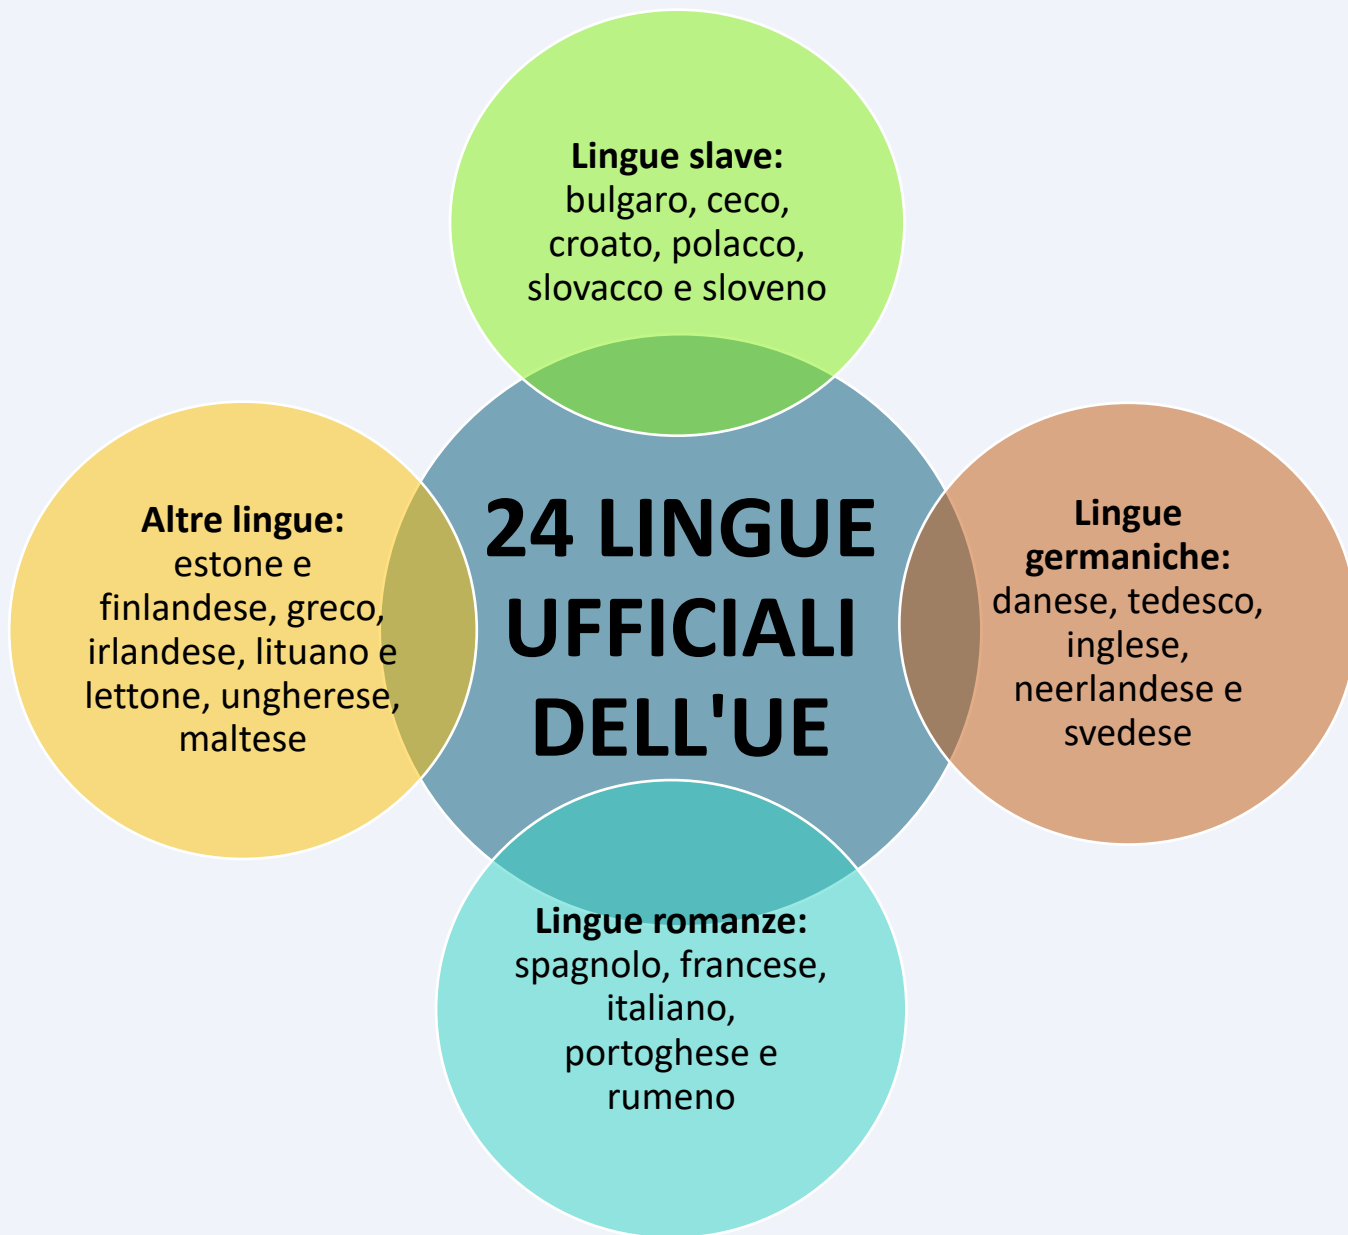 Lingue slave:
bulgaro, ceco,
croato, polacco,
slovacco e sloveno
Altre lingue:
estone e
finlandese, greco,
irlandese, lituano e
lettone, ungherese,
maltese
24 LINGUE
UFFICIALI
DELL'UE
Lingue
germaniche:
danese, tedesco,
inglese,
neerlandese e
svedese
Lingue romanze:
spagnolo, francese,
italiano,
portoghese e
rumeno